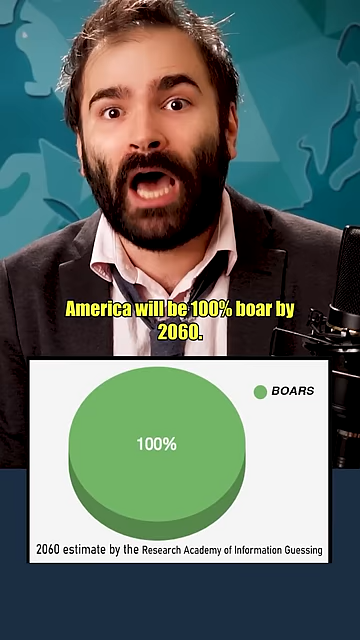 America will be 100% boar by
2060.
BOARS
100%
2060 estimate by the Research Academy of Information Guessing